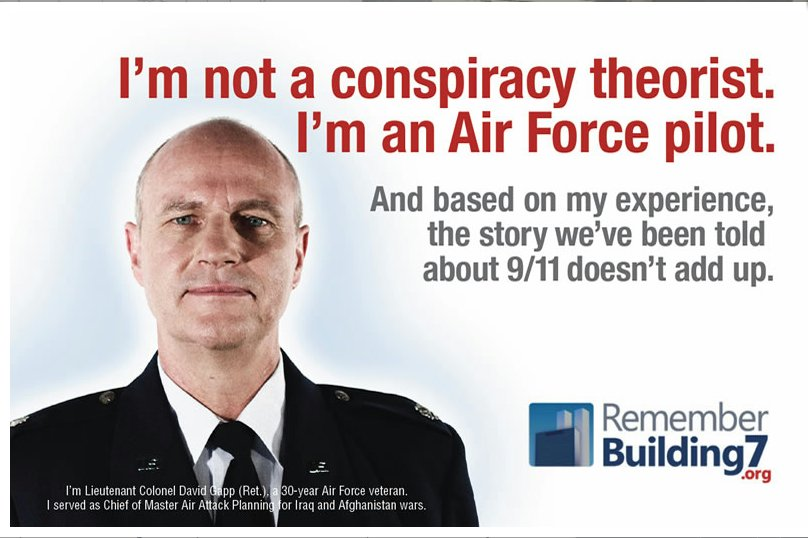 I'm not a conspiracy theorist.
I'm an Air Force pilot.
And based on my experience,
the story we've been told
about 9/11 doesn't add up.
Remember
Building7
.org
I'm Lieutenant Colonel David Gapp (Ret.), a 30-year Air Force veteran.
I served as Chief of Master Air Attack Planning for Iraq and Afghanistan wars.